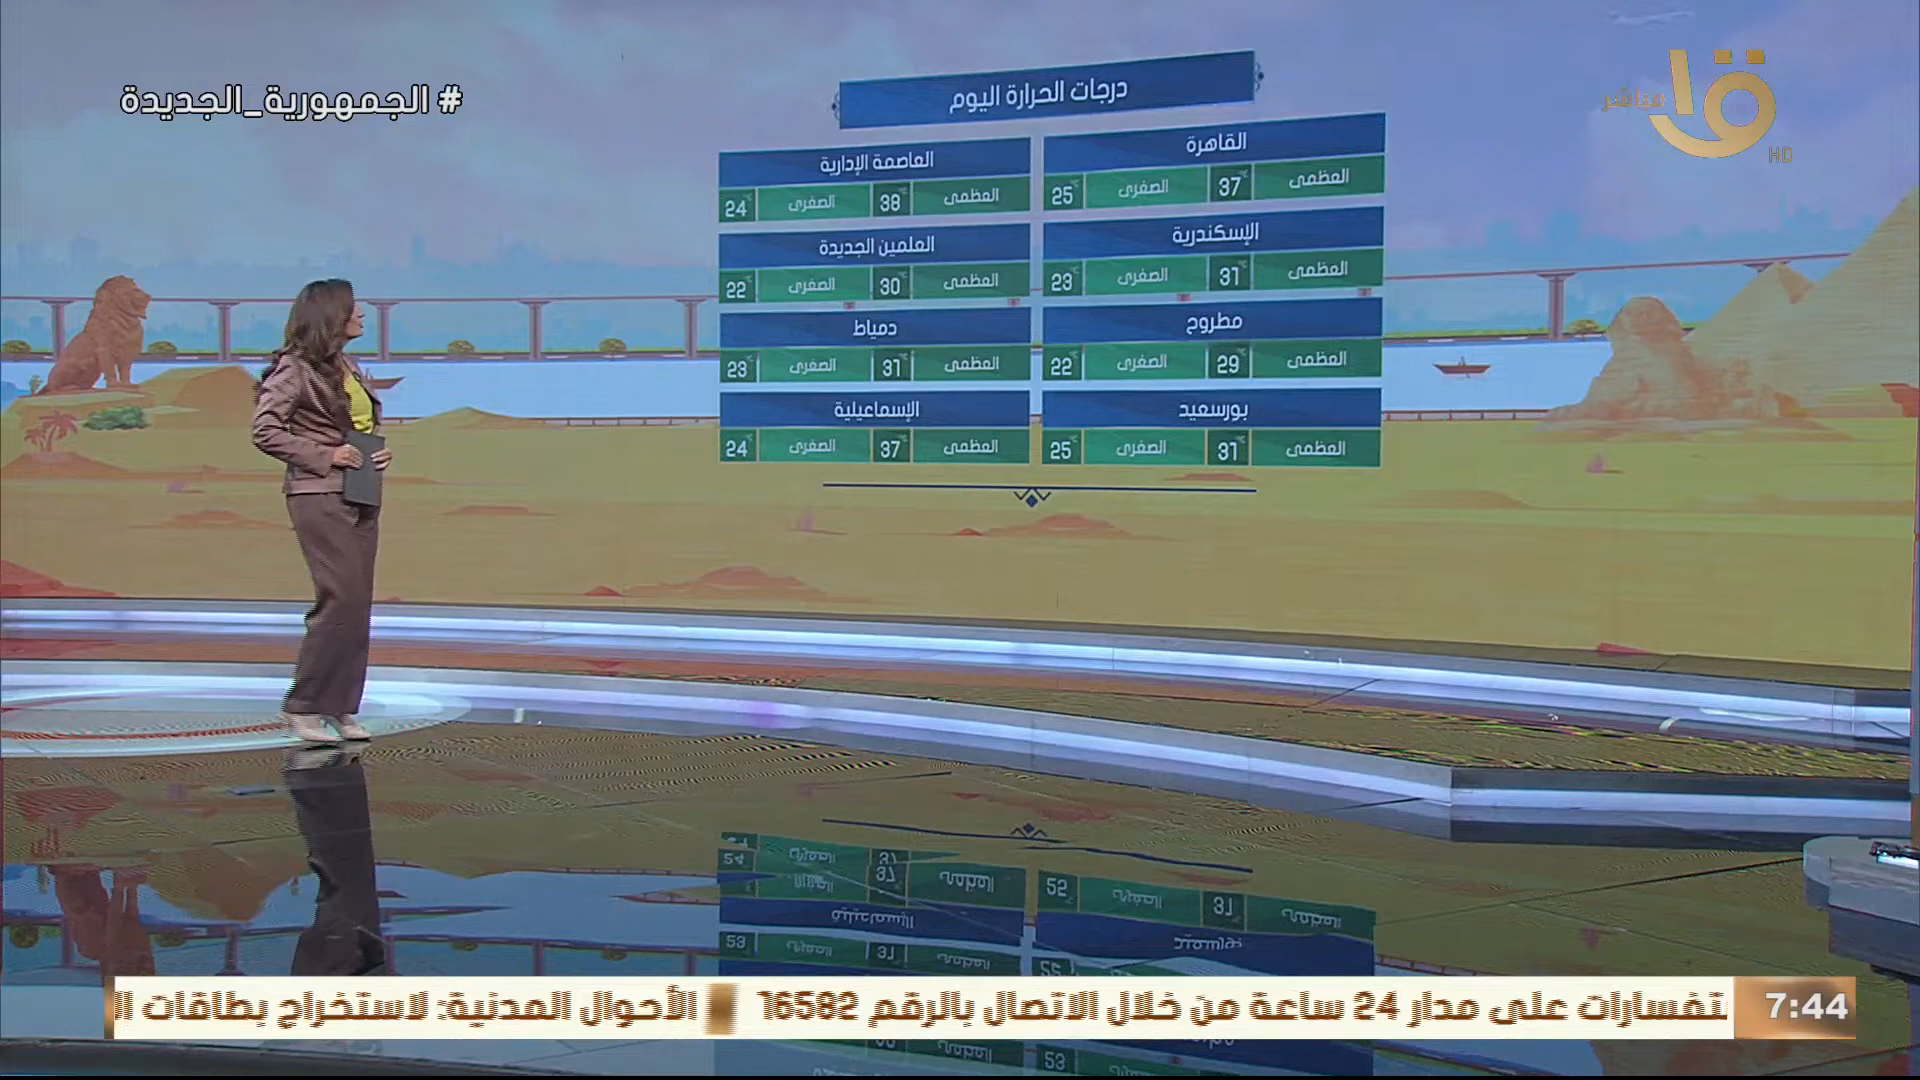 # الجمهورية_الجديدة
مباشر
HD
درجات الحرارة اليوم
القاهرة
العظمى 37 الصغرى 25
العاصمة الإدارية
العظمى 38 الصغرى 24
الإسكندرية
العظمى 31 الصغرى 23
العلمين الجديدة
العظمى 30 الصغرى 22
مطروح
العظمى 29 الصغرى 22
دمياط
العظمى 31 الصغرى 23
بورسعيد
العظمى 31 الصغرى 25
الإسماعيلية
العظمى 37 الصغرى 24
7:44
تفسارات على مدار 24 ساعة من خلال الاتصال بالرقم 16582
الأحوال المدنية: لاستخراج بطاقات ال